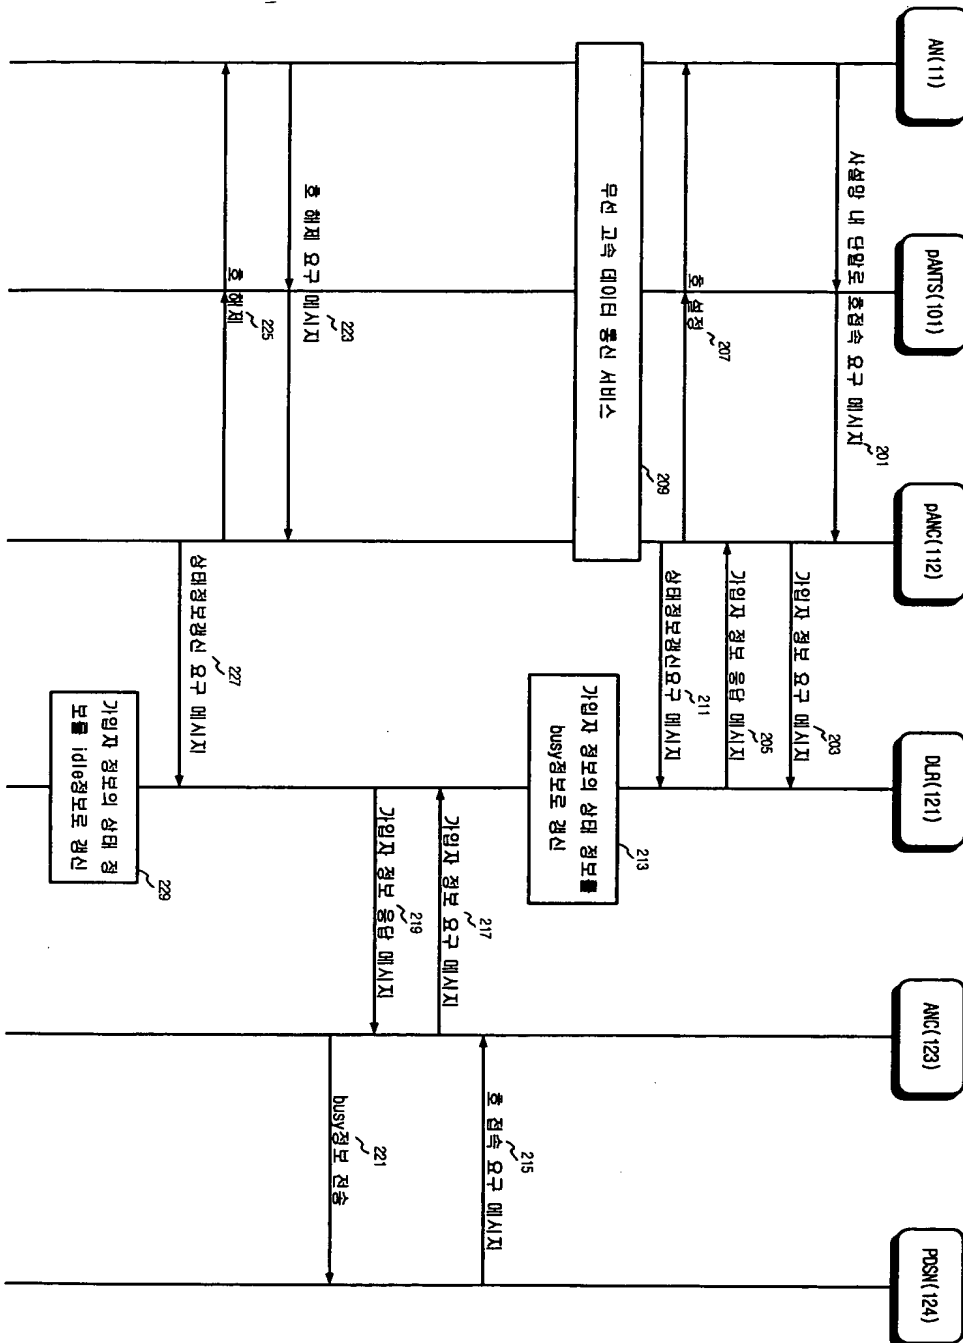 AN(11)
pANTS(101)
pANC(112)
DLR(121)
ANC(123)
PDSN(124)
사설망 내 단말로 호접속 요구 메시지
201
가입자 정보 요구 메시지
203
가입자 정보 응답 메시지
205
호 설정
207
상태정보갱신요구 메시지
211
무선 고속 데이터 통신 서비스
209
가입자 정보의 상태 정보를
busy정보로 갱신
213
호 접속 요구 메시지
215
가입자 정보 요구 메시지
217
가입자 정보 응답 메시지
219
busy정보 전송
221
호 해제 요구 메시지
223
호 해제
225
상태정보갱신 요구 메시지
227
가입자 정보의 상태 정
보를 idle정보로 갱신
229